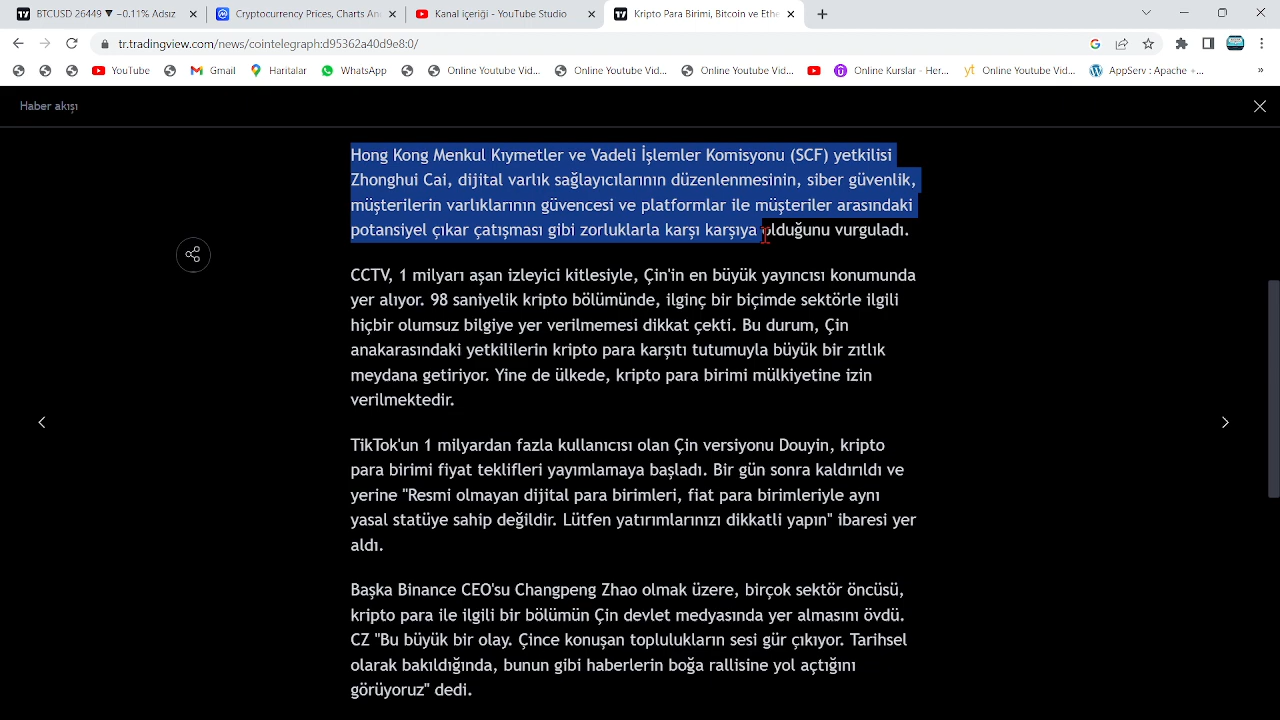 BTCUSD 26449 ▼ −0.11% Adsız
Cryptocurrency Prices, Charts An
Kanal içeriği - YouTube Studio
Kripto Para Birimi, Bitcoin ve Ethe
tr.tradingview.com/news/cointelegraph:d95362a40d9e8:0/
YouTube
Gmail
Haritalar
WhatsApp
Online Youtube Vid...
Online Youtube Vid...
Online Youtube Vid...
Online Kurslar - Her...
yt Online Youtube Vid...
AppServ : Apache +...
»
Haber akışı
Hong Kong Menkul Kıymetler ve Vadeli İşlemler Komisyonu (SCF) yetkilisi
Zhonghui Cai, dijital varlık sağlayıcılarının düzenlenmesinin, siber güvenlik,
müşterilerin varlıklarının güvencesi ve platformlar ile müşteriler arasındaki
potansiyel çıkar çatışması gibi zorluklarla karşı karşıya olduğunu vurguladı.
CCTV, 1 milyarı aşan izleyici kitlesiyle, Çin'in en büyük yayıncısı konumunda
yer alıyor. 98 saniyelik kripto bölümünde, ilginç bir biçimde sektörle ilgili
hiçbir olumsuz bilgiye yer verilmemesi dikkat çekti. Bu durum, Çin
anakarasındaki yetkililerin kripto para karşıtı tutumuyla büyük bir zıtlık
meydana getiriyor. Yine de ülkede, kripto para birimi mülkiyetine izin
verilmektedir.
TikTok'un 1 milyardan fazla kullanıcısı olan Çin versiyonu Douyin, kripto
para birimi fiyat teklifleri yayımlamaya başladı. Bir gün sonra kaldırıldı ve
yerine "Resmi olmayan dijital para birimleri, fiat para birimleriyle aynı
yasal statüye sahip değildir. Lütfen yatırımlarınızı dikkatli yapın" ibaresi yer
aldı.
Başka Binance CEO'su Changpeng Zhao olmak üzere, birçok sektör öncüsü,
kripto para ile ilgili bir bölümün Çin devlet medyasında yer almasını övdü.
CZ "Bu büyük bir olay. Çince konuşan toplulukların sesi gür çıkıyor. Tarihsel
olarak bakıldığında, bunun gibi haberlerin boğa rallisine yol açtığını
görüyoruz" dedi.